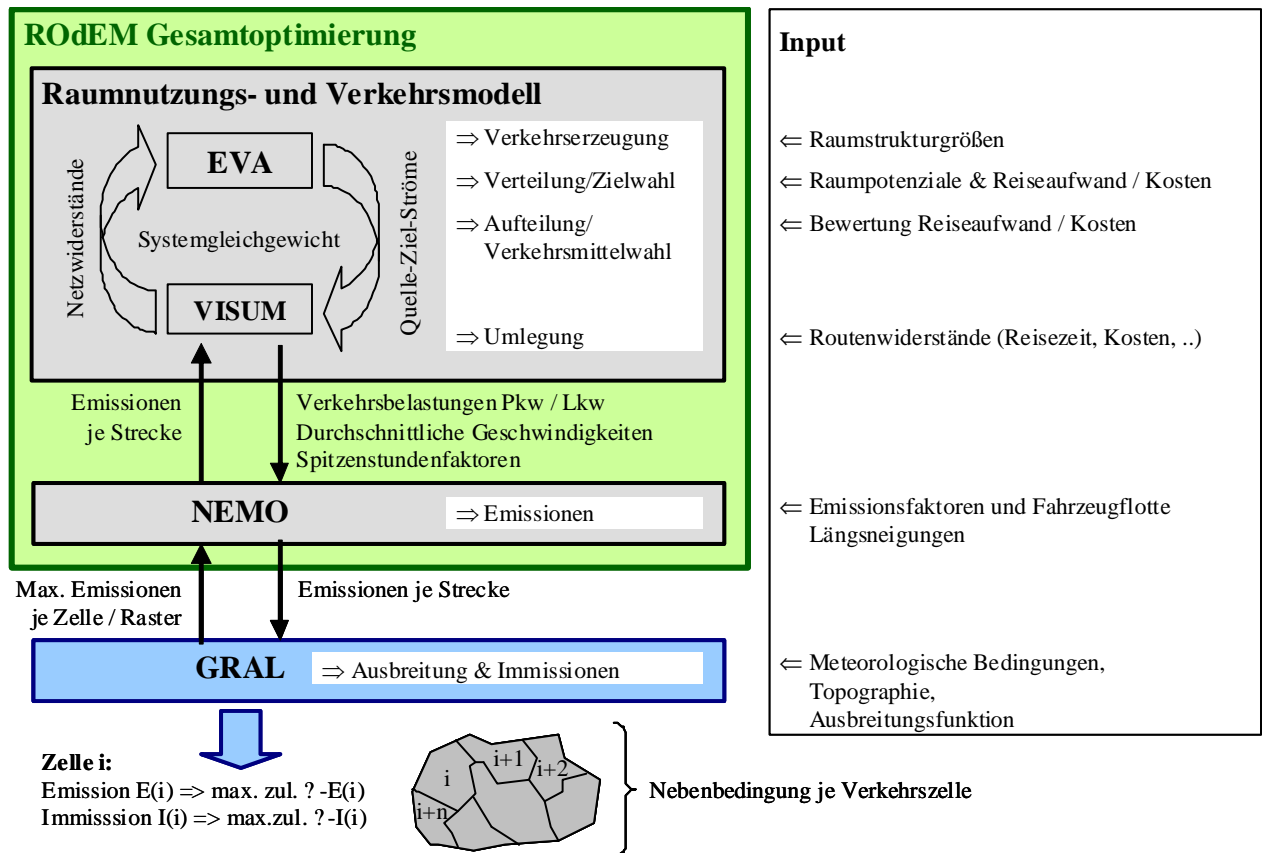 ROdEM Gesamtoptimierung
Raumnutzungs- und Verkehrsmodell
Netzwiderstände
EVA
Systemgleichgewicht
VISUM
Quelle-Ziel-Ströme
⇒ Verkehrserzeugung
⇒ Verteilung/Zielwahl
⇒ Aufteilung/
Verkehrsmittelwahl
⇒ Umlegung
Emissionen
je Strecke
Verkehrsbelastungen Pkw / Lkw
Durchschnittliche Geschwindigkeiten
Spitzenstundenfaktoren
NEMO
⇒ Emissionen
Max. Emissionen
je Zelle / Raster
Emissionen je Strecke
GRAL
⇒ Ausbreitung & Immissionen
Input
⇐ Raumstrukturgrößen
⇐ Raumpotenziale & Reiseaufwand / Kosten
⇐ Bewertung Reiseaufwand / Kosten
⇐ Routenwiderstände (Reisezeit, Kosten, ..)
⇐ Emissionsfaktoren und Fahrzeugflotte
Längsneigungen
⇐ Meteorologische Bedingungen,
Topographie,
Ausbreitungsfunktion
Zelle i:
Emission E(i) => max. zul. ? -E(i)
Immisssion I(i) => max.zul. ? -I(i)
i
i+1
i+2
i+n
Nebenbedingung je Verkehrszelle